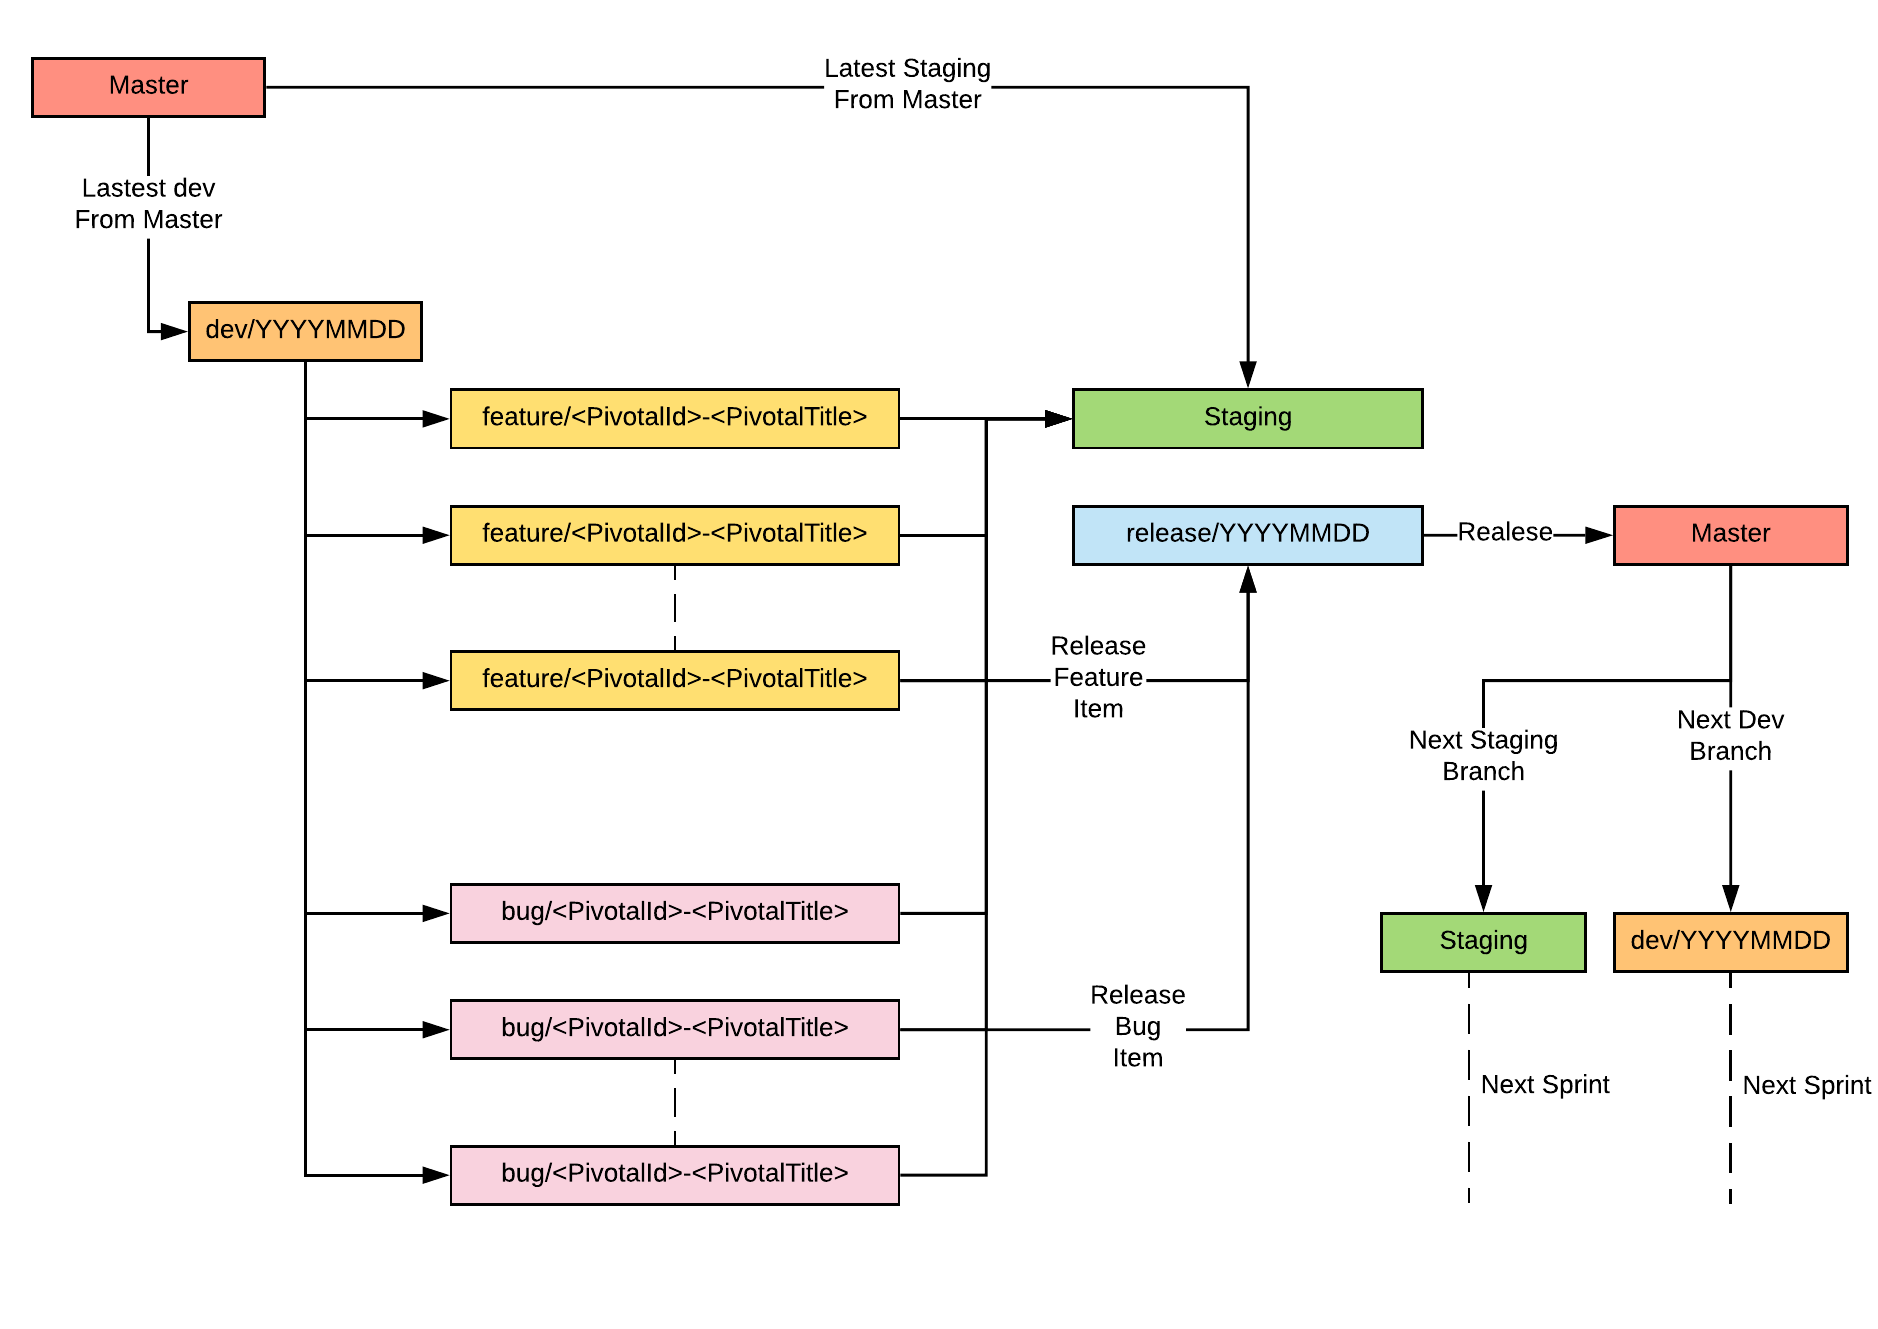 Master
Latest Staging
From Master
Lastest dev
From Master
dev/YYYYMMDD
feature/<PivotalId>-<PivotalTitle>
Staging
feature/<PivotalId>-<PivotalTitle>
release/YYYYMMDD
Realese
Master
feature/<PivotalId>-<PivotalTitle>
Release
Feature
Item
Next Staging
Branch
Next Dev
Branch
bug/<PivotalId>-<PivotalTitle>
Staging
dev/YYYYMMDD
bug/<PivotalId>-<PivotalTitle>
Release
Bug
Item
Next Sprint
Next Sprint
bug/<PivotalId>-<PivotalTitle>